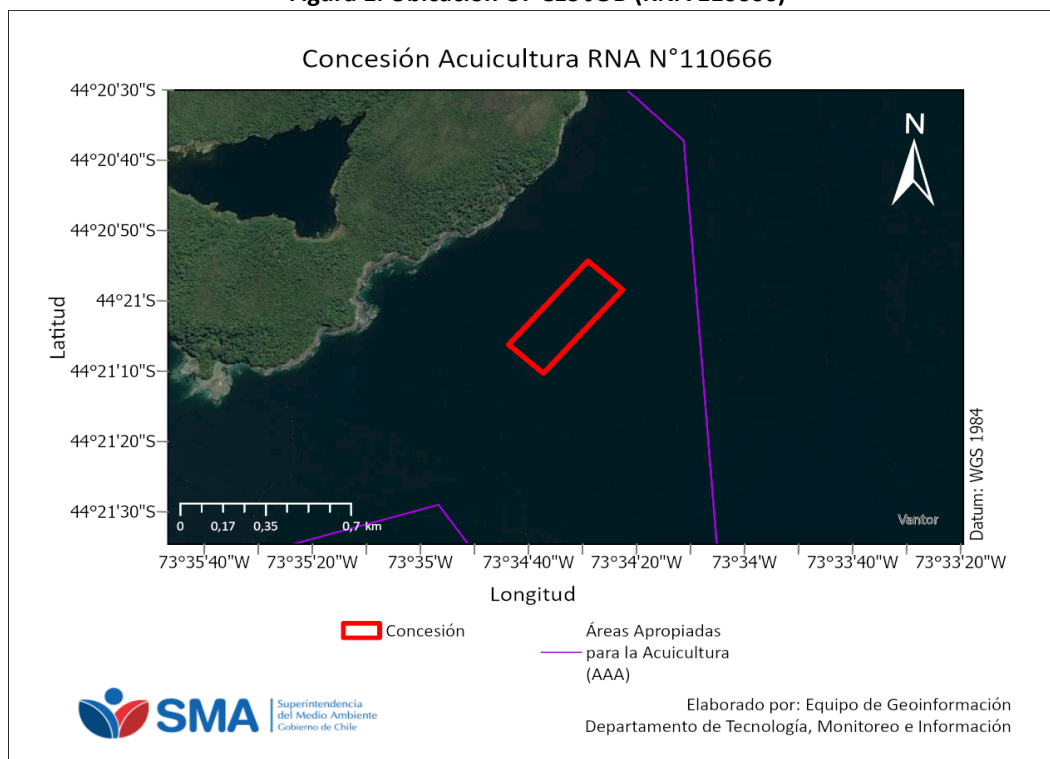 Concesión Acuicultura RNA N°110666
44°20'30"S
44°20'40"S
44°20'50"S
44°21'S
44°21'10"S
44°21'20"S
44°21'30"S
Latitud
N
Datum: WGS 1984
0 0,17 0,35 0,7 km
Vantor
73°35'40"W 73°35'20"W 73°35'W 73°34'40"W 73°34'20"W 73°34'W 73°33'40"W 73°33'20"W
Longitud
Concesión
Áreas Apropiadas
para la Acuicultura
(AAA)
SMA
Superintendencia
del Medio Ambiente
Gobierno de Chile
Elaborado por: Equipo de Geoinformación
Departamento de Tecnología, Monitoreo e Información